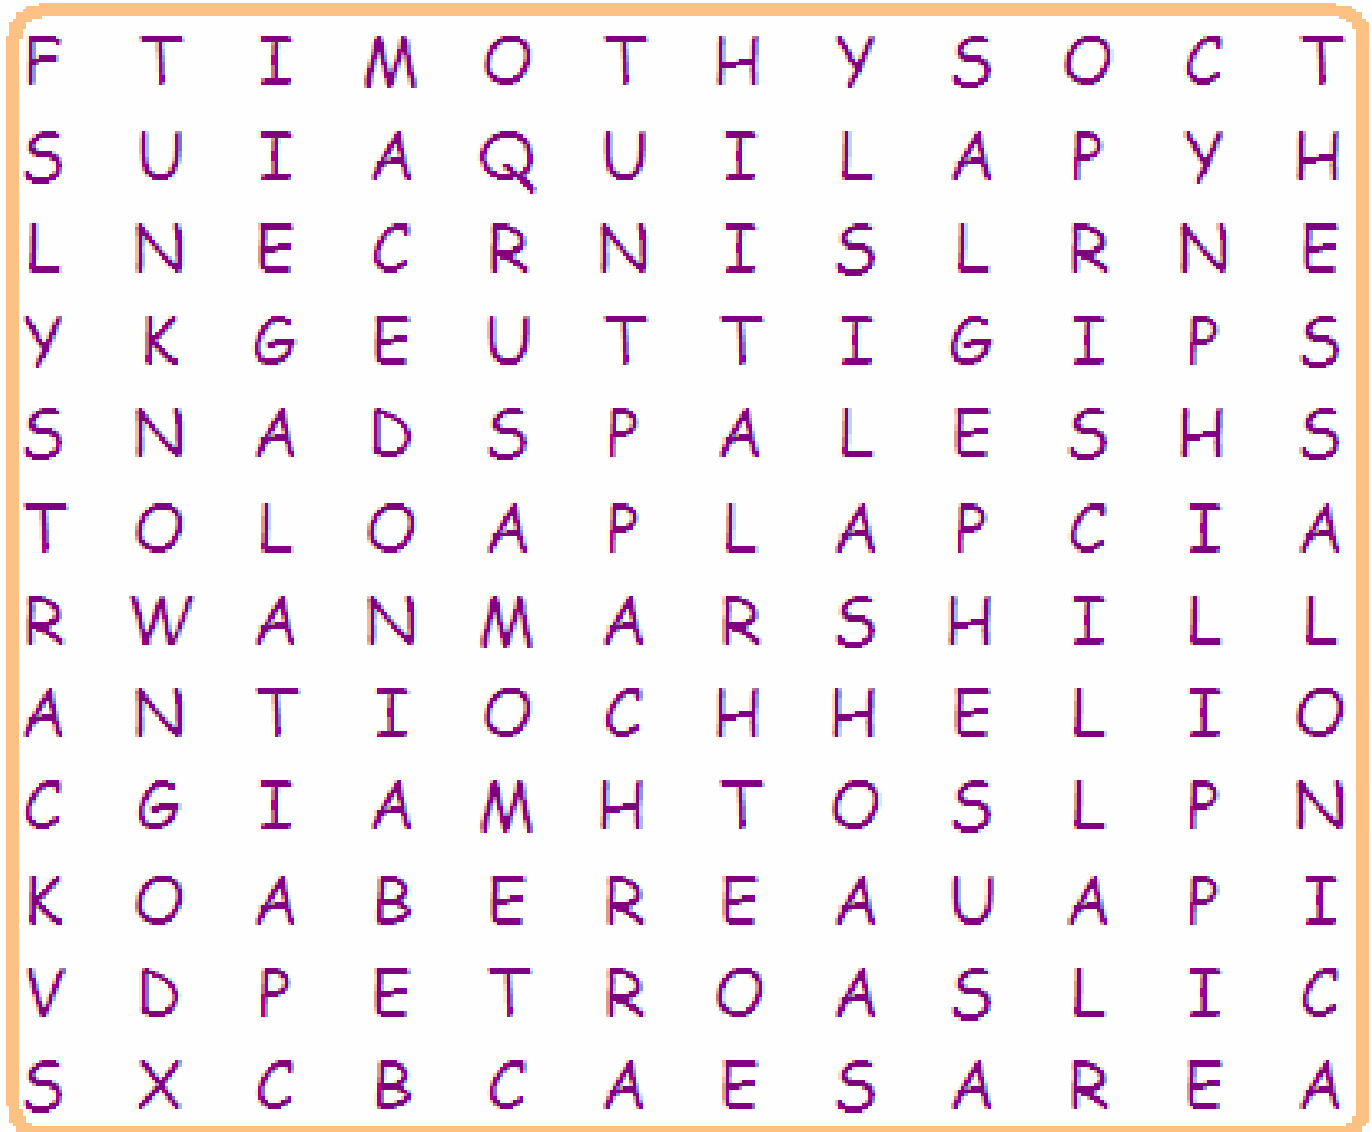 F T I M O T H Y S O C T
S U I A Q U I L A P Y H
L N E C R N I S L R N E
Y K G E U T T I G I P S
S N A D S P A L E S H S
T O L O A P L A P C I A
R W A N M A R S H I L L
A N T I O C H H E L I O
C G I A M H T O S L P N
K O A B E R E A U A P I
V D P E T R O A S L I C
S X C B C A E S A R E A